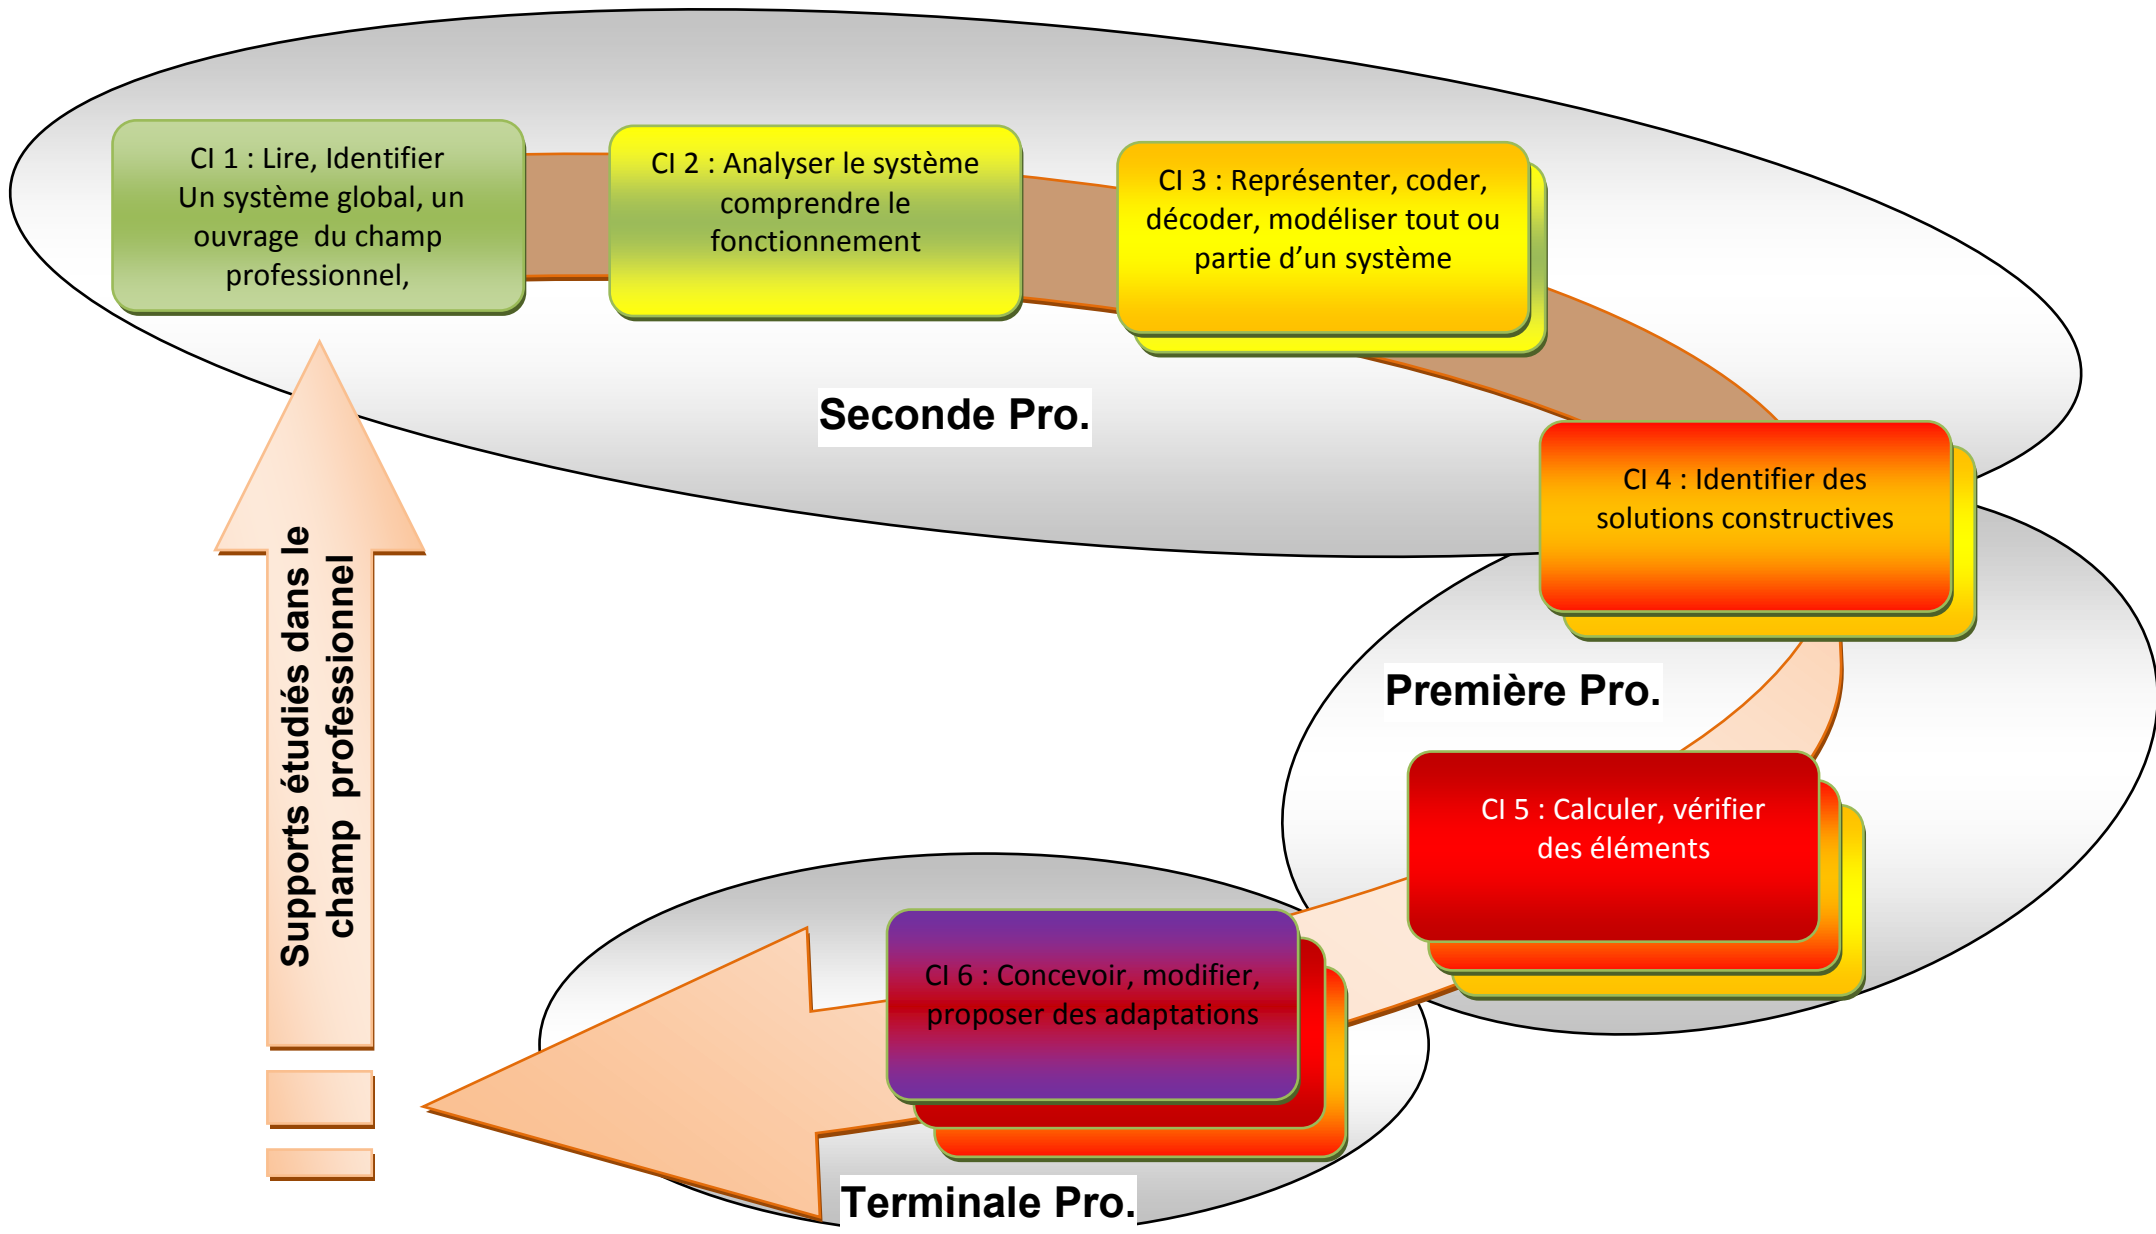 CI 1 : Lire, Identifier
Un système global, un
ouvrage du champ
professionnel,
CI 2 : Analyser le système
comprendre le
fonctionnement
CI 3 : Représenter, coder,
décoder, modéliser tout ou
partie d’un système
Seconde Pro.
CI 4 : Identifier des
solutions constructives
Première Pro.
CI 5 : Calculer, vérifier
des éléments
CI 6 : Concevoir, modifier,
proposer des adaptations
Terminale Pro.
Supports étudiés dans le
champ professionnel